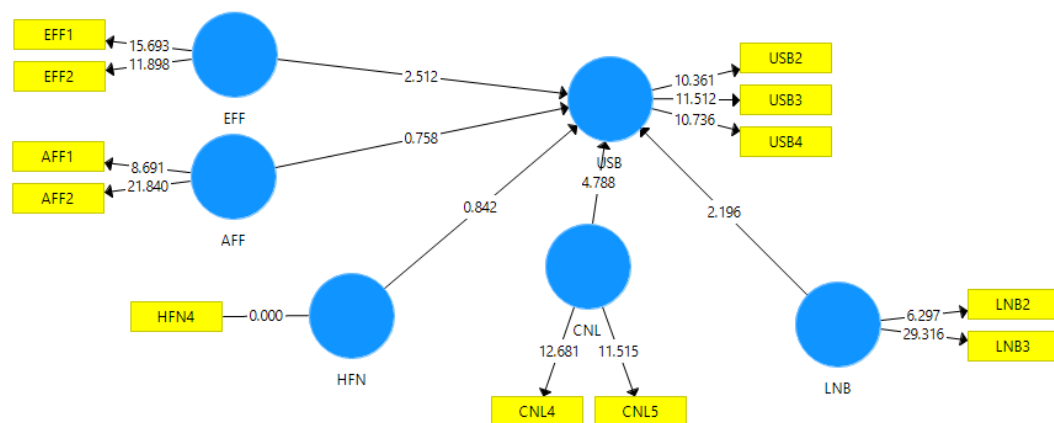 EFF1
15.693
EFF2
11.898
EFF
2.512
USB2
10.361
USB3
11.512
USB4
10.736
USB
AFF1
8.691
AFF2
21.840
AFF
0.758
4.788
0.842
2.196
HFN4
0.000
HFN
CNL
12.681
11.515
CNL4
CNL5
LNB2
6.297
LNB3
29.316
LNB